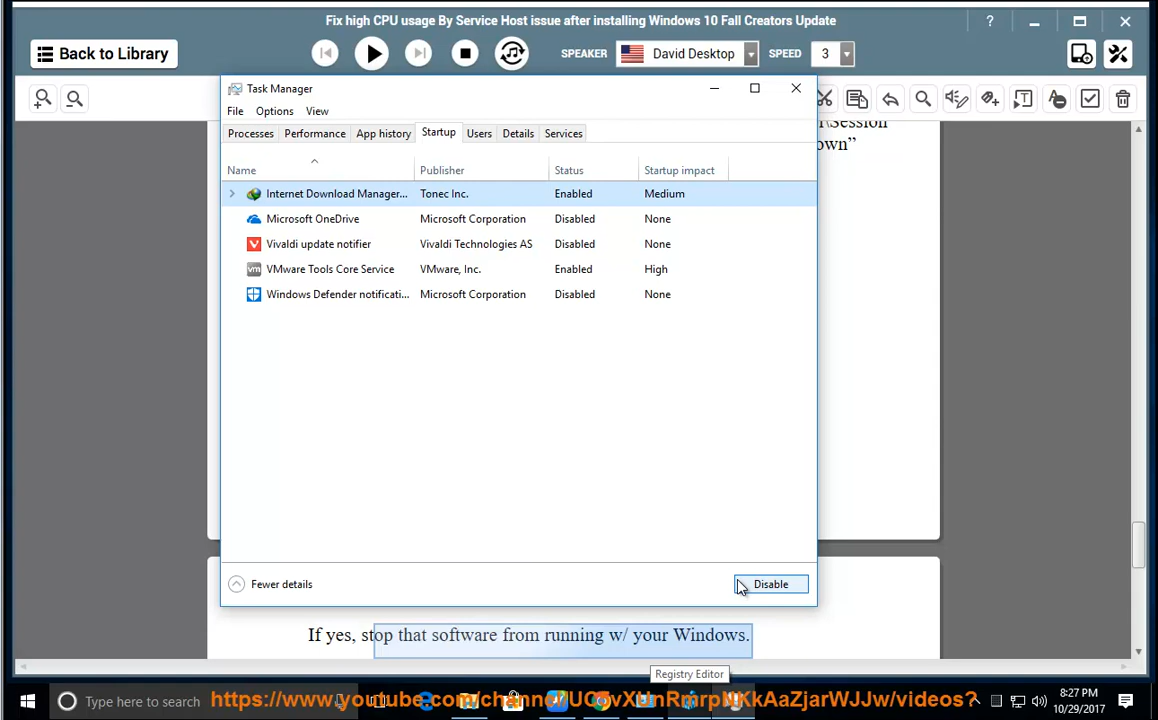 Fix high CPU usage By Service Host issue after installing Windows 10 Fall Creators Update
?
Back to Library
SPEAKER
David Desktop
SPEED
3
Task Manager
File Options View
Processes Performance App history Startup Users Details Services
Name Publisher Status Startup impact
Internet Download Manager... Tonec Inc. Enabled Medium
Microsoft OneDrive Microsoft Corporation Disabled None
Vivaldi update notifier Vivaldi Technologies AS Disabled None
vm VMware Tools Core Service VMware, Inc. Enabled High
Windows Defender notificati... Microsoft Corporation Disabled None
Session
own”
Fewer details
Disable
If yes, stop that software from running w/ your Windows.
Registry Editor
Type here to search
8:27 PM
10/29/2017